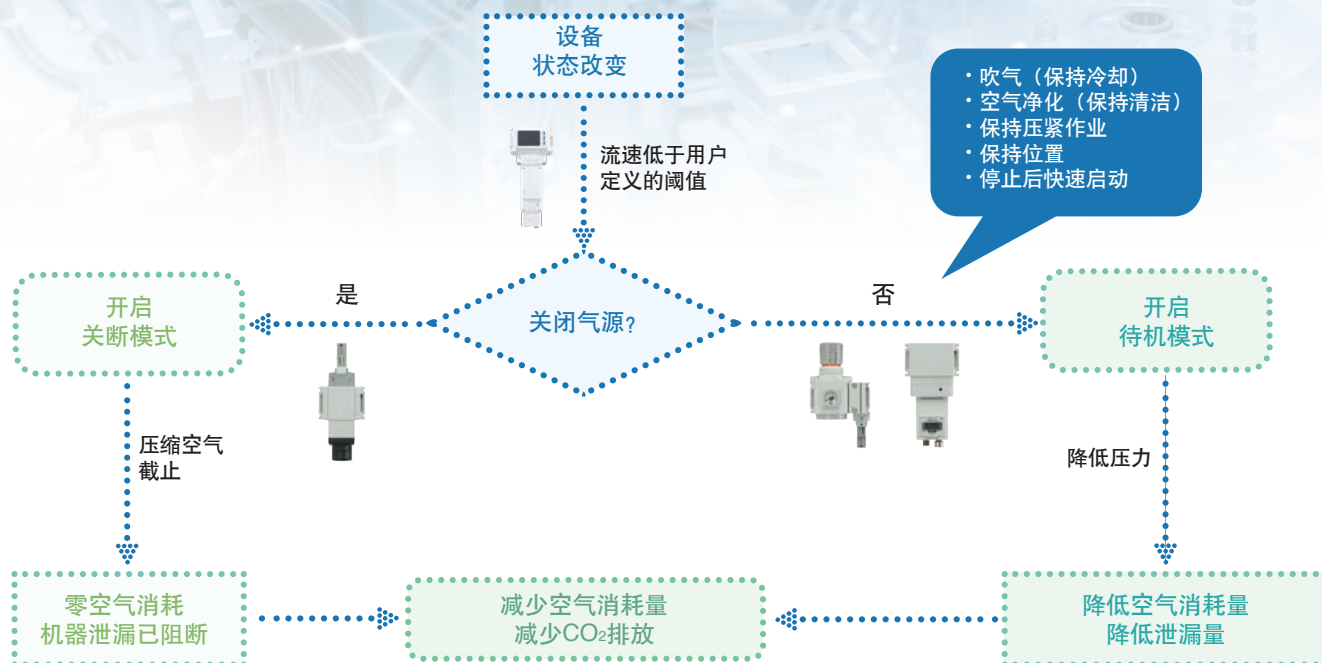 设备
状态改变
流速低于用户
定义的阈值
・吹气（保持冷却）
・空气净化（保持清洁）
・保持压紧作业
・保持位置
・停止后快速启动
开启
关断模式
是
关闭气源?
否
开启
待机模式
压缩空气
截止
降低压力
零空气消耗
机器泄漏已阻断
减少空气消耗量
减少CO₂排放
降低空气消耗量
降低泄漏量